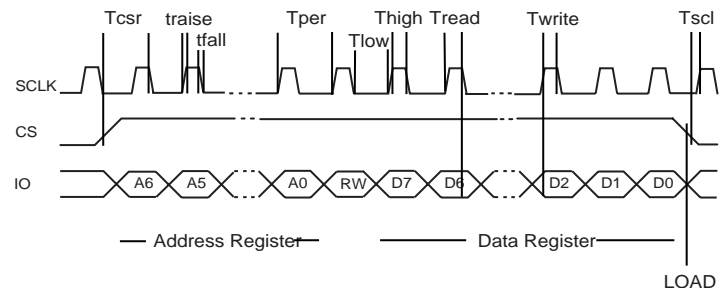 Tcsr traise Tper Thigh Tread Twrite Tscl
tfall Tlow
SCLK
CS
IO A6 A5 A0 RW D7 D6 D2 D1 D0
Address Register Data Register
LOAD